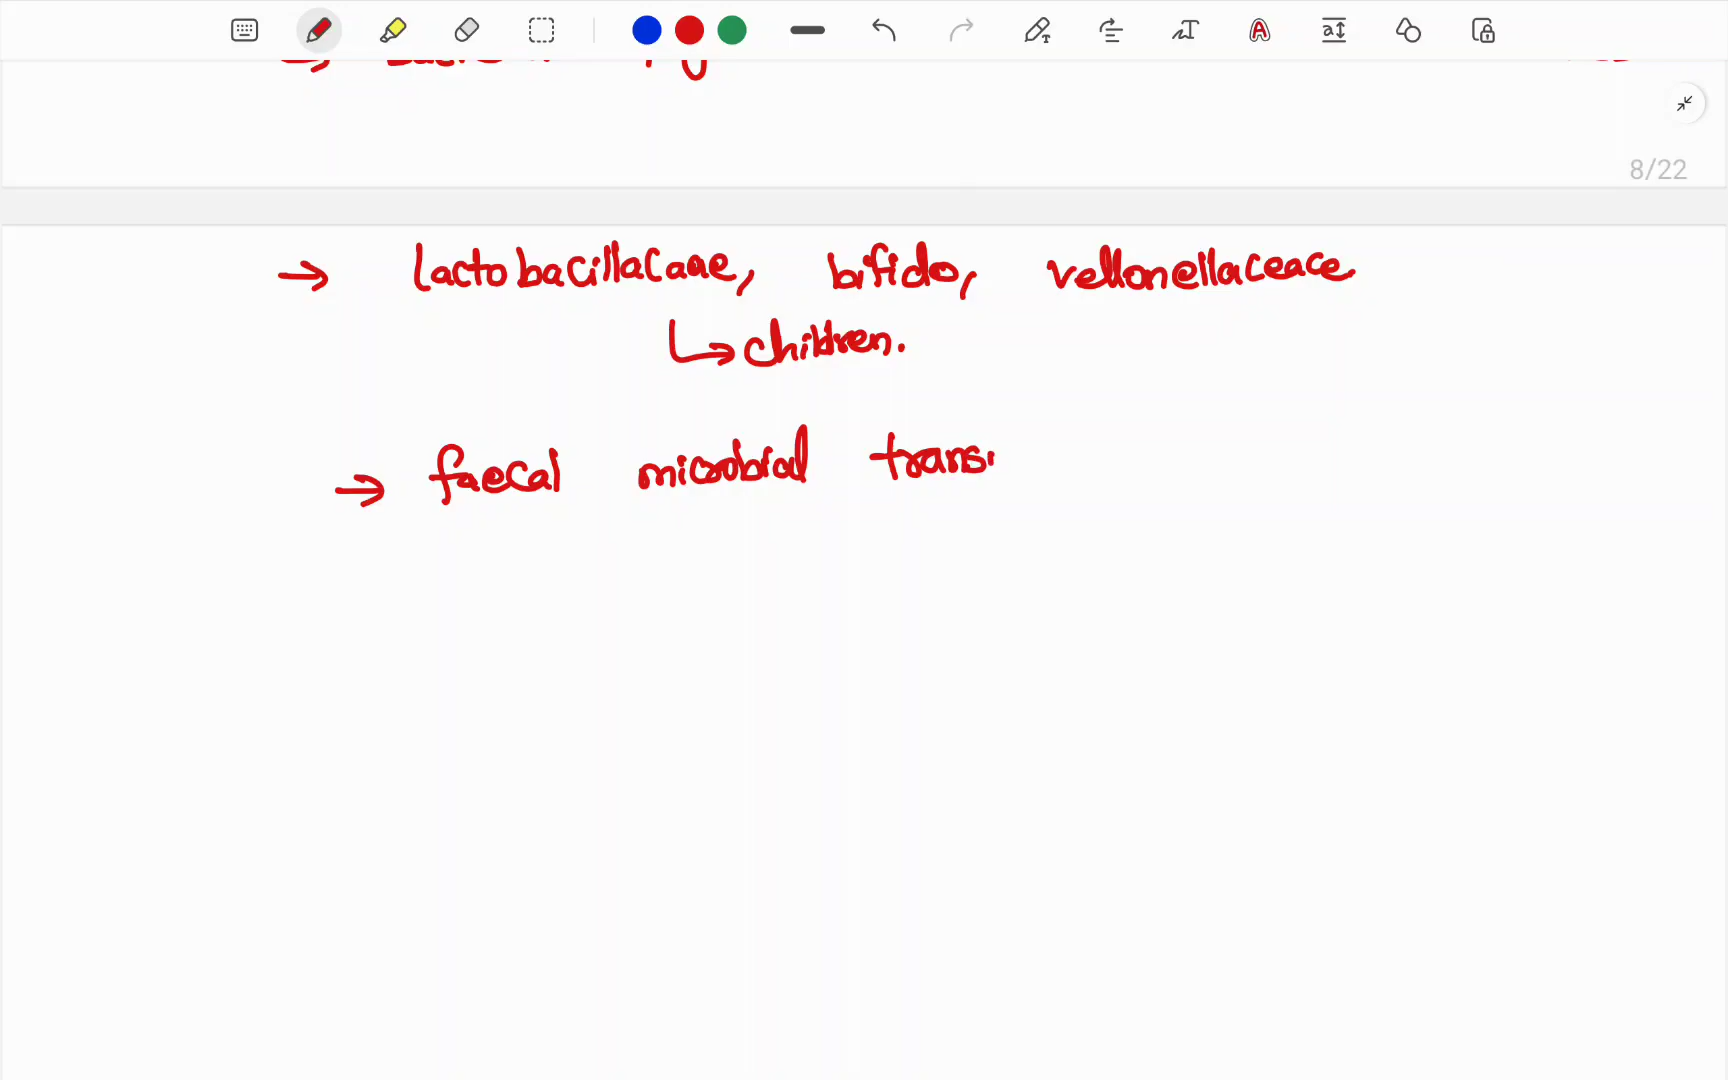 8/22
→ lactobacillacaae, bifido, vellonellaceace
↳ children.
→ faecal microbial trans